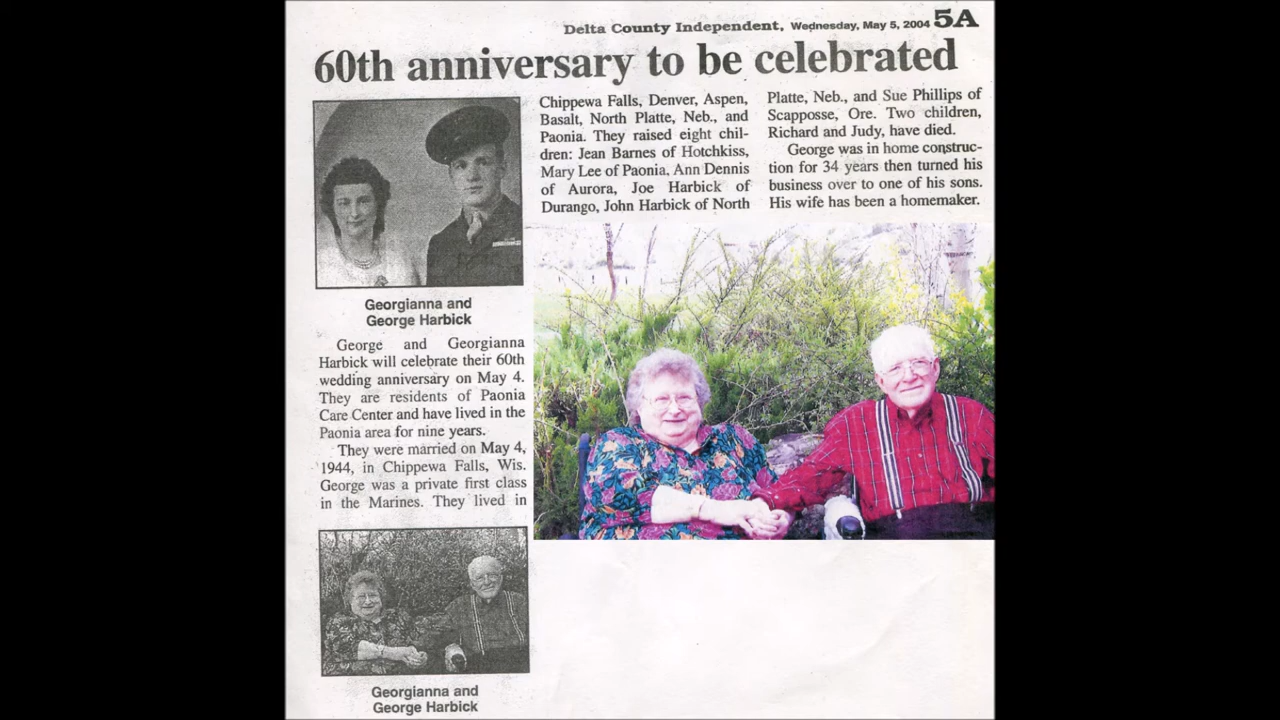 Delta County Independent, Wednesday, May 5, 2004 5A
60th anniversary to be celebrated
Georgianna and
George Harbick
George and Georgianna
Harbick will celebrate their 60th
wedding anniversary on May 4.
They are residents of Paonia
Care Center and have lived in the
Paonia area for nine years.
They were married on May 4,
1944, in Chippewa Falls, Wis.
George was a private first class
in the Marines. They lived in
Georgianna and
George Harbick
Chippewa Falls, Denver, Aspen,
Basalt, North Platte, Neb., and
Paonia. They raised eight chil-
dren: Jean Barnes of Hotchkiss,
Mary Lee of Paonia, Ann Dennis
of Aurora, Joe Harbick of
Durango, John Harbick of North
Platte, Neb., and Sue Phillips of
Scapposse, Ore. Two children,
Richard and Judy, have died.
George was in home construc-
tion for 34 years then turned his
business over to one of his sons.
His wife has been a homemaker.